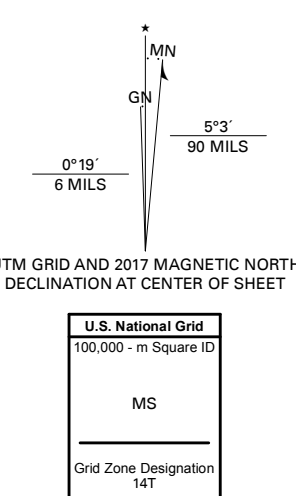 ★
MN
GN
5°3´
90 MILS
0°19´
6 MILS
UTM GRID AND 2017 MAGNETIC NORTH
DECLINATION AT CENTER OF SHEET
U.S. National Grid
100,000 - m Square ID
MS
Grid Zone Designation
14T